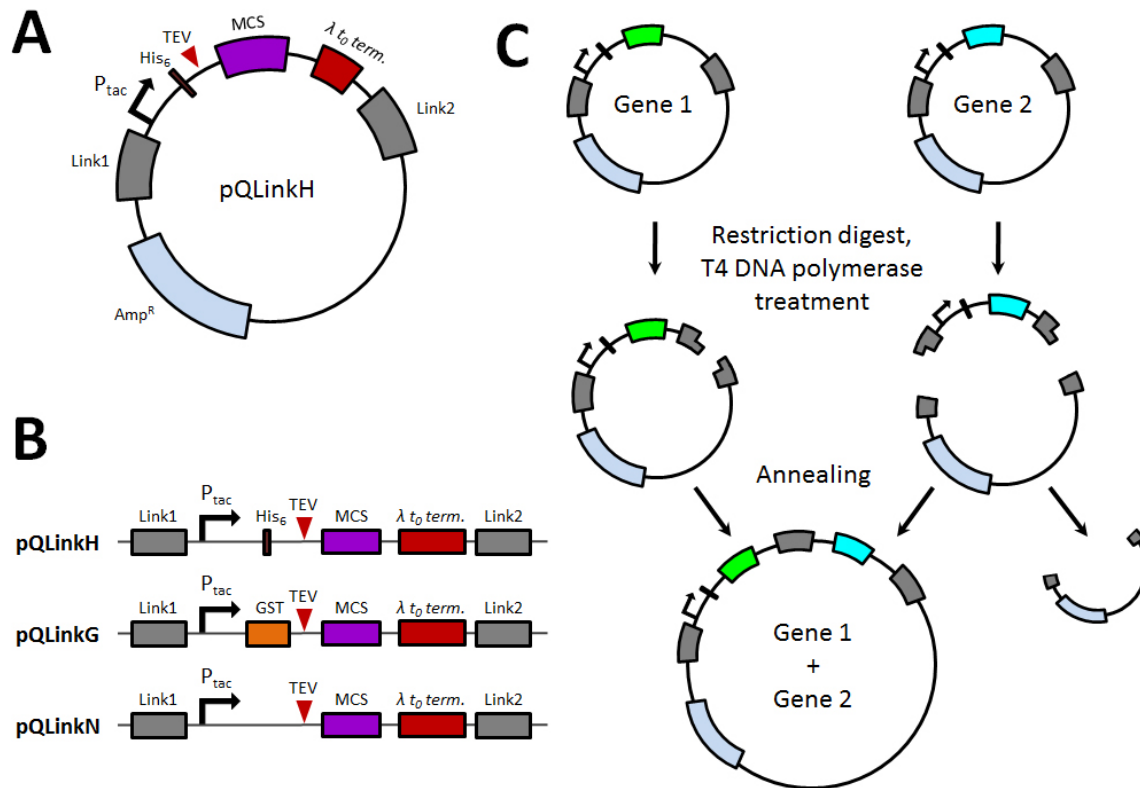 A
TEV
MCS
λ t₀ term.
His₆
Pₜₐc
Link1
Link2
pQLinkH
Ampᴿ
B
Pₜₐc
Link1
His₆
TEV
MCS
λ t₀ term.
Link2
pQLinkH
Pₜₐc
Link1
GST
TEV
MCS
λ t₀ term.
Link2
pQLinkG
Pₜₐc
Link1
TEV
MCS
λ t₀ term.
Link2
pQLinkN
C
Gene 1
Gene 2
Restriction digest,
T4 DNA polymerase
treatment
Annealing
Gene 1
+
Gene 2